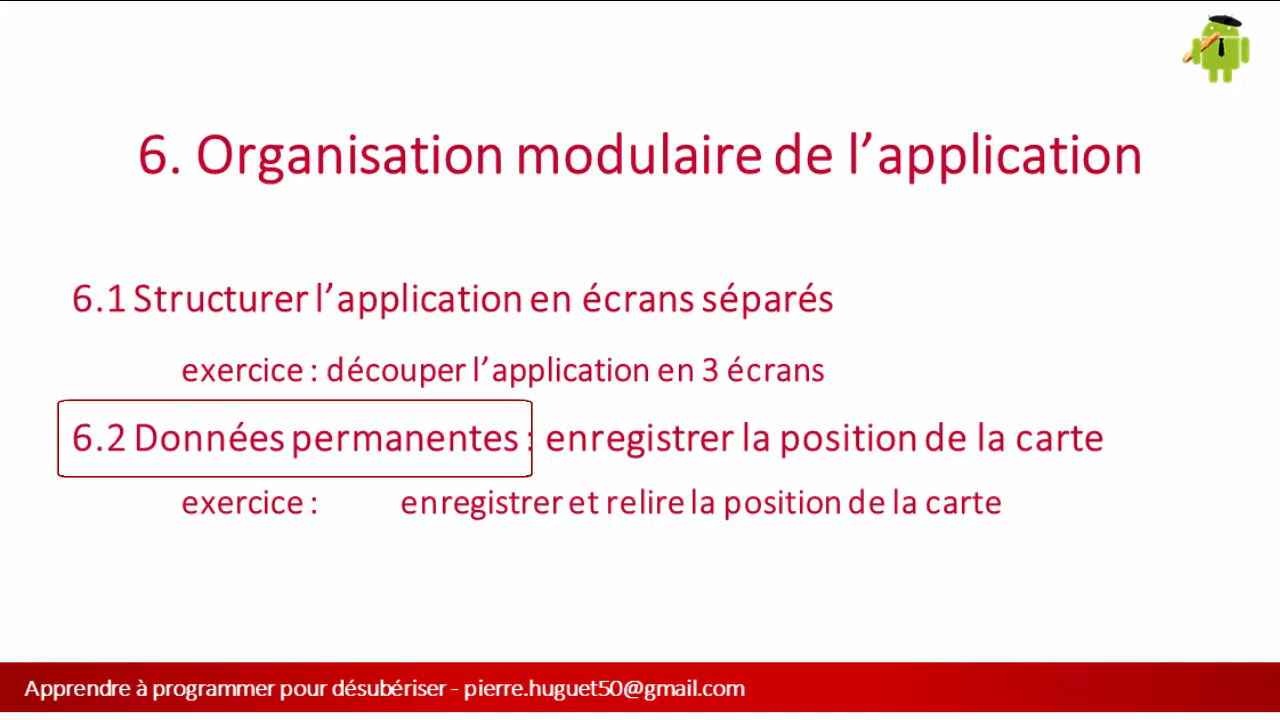 6. Organisation modulaire de l’application
6.1 Structurer l’application en écrans séparés
exercice : découper l’application en 3 écrans
6.2 Données permanentes : enregistrer la position de la carte
exercice : enregistrer et relire la position de la carte
Apprendre à programmer pour désubériser - pierre.huguet50@gmail.com